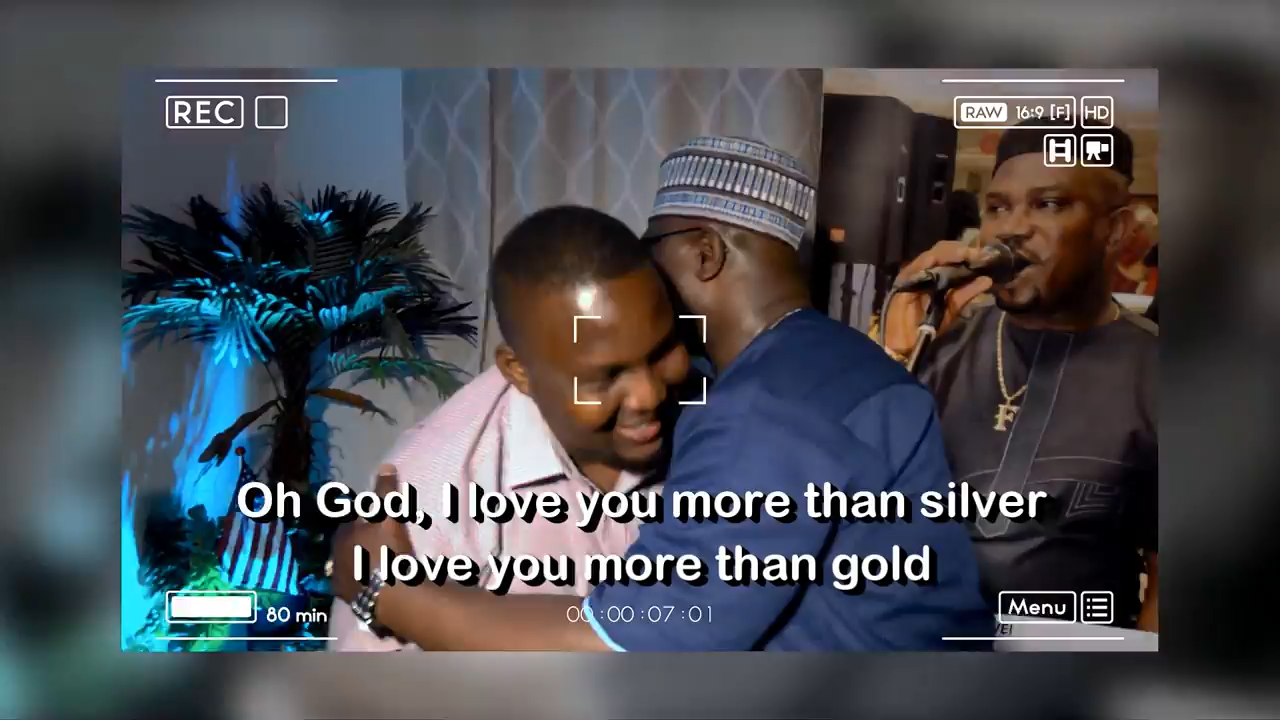 REC
RAW 16:9 [F] HD
F
Oh God, I love you more than silver
I love you more than gold
80 min
00:00:07:01
Menu